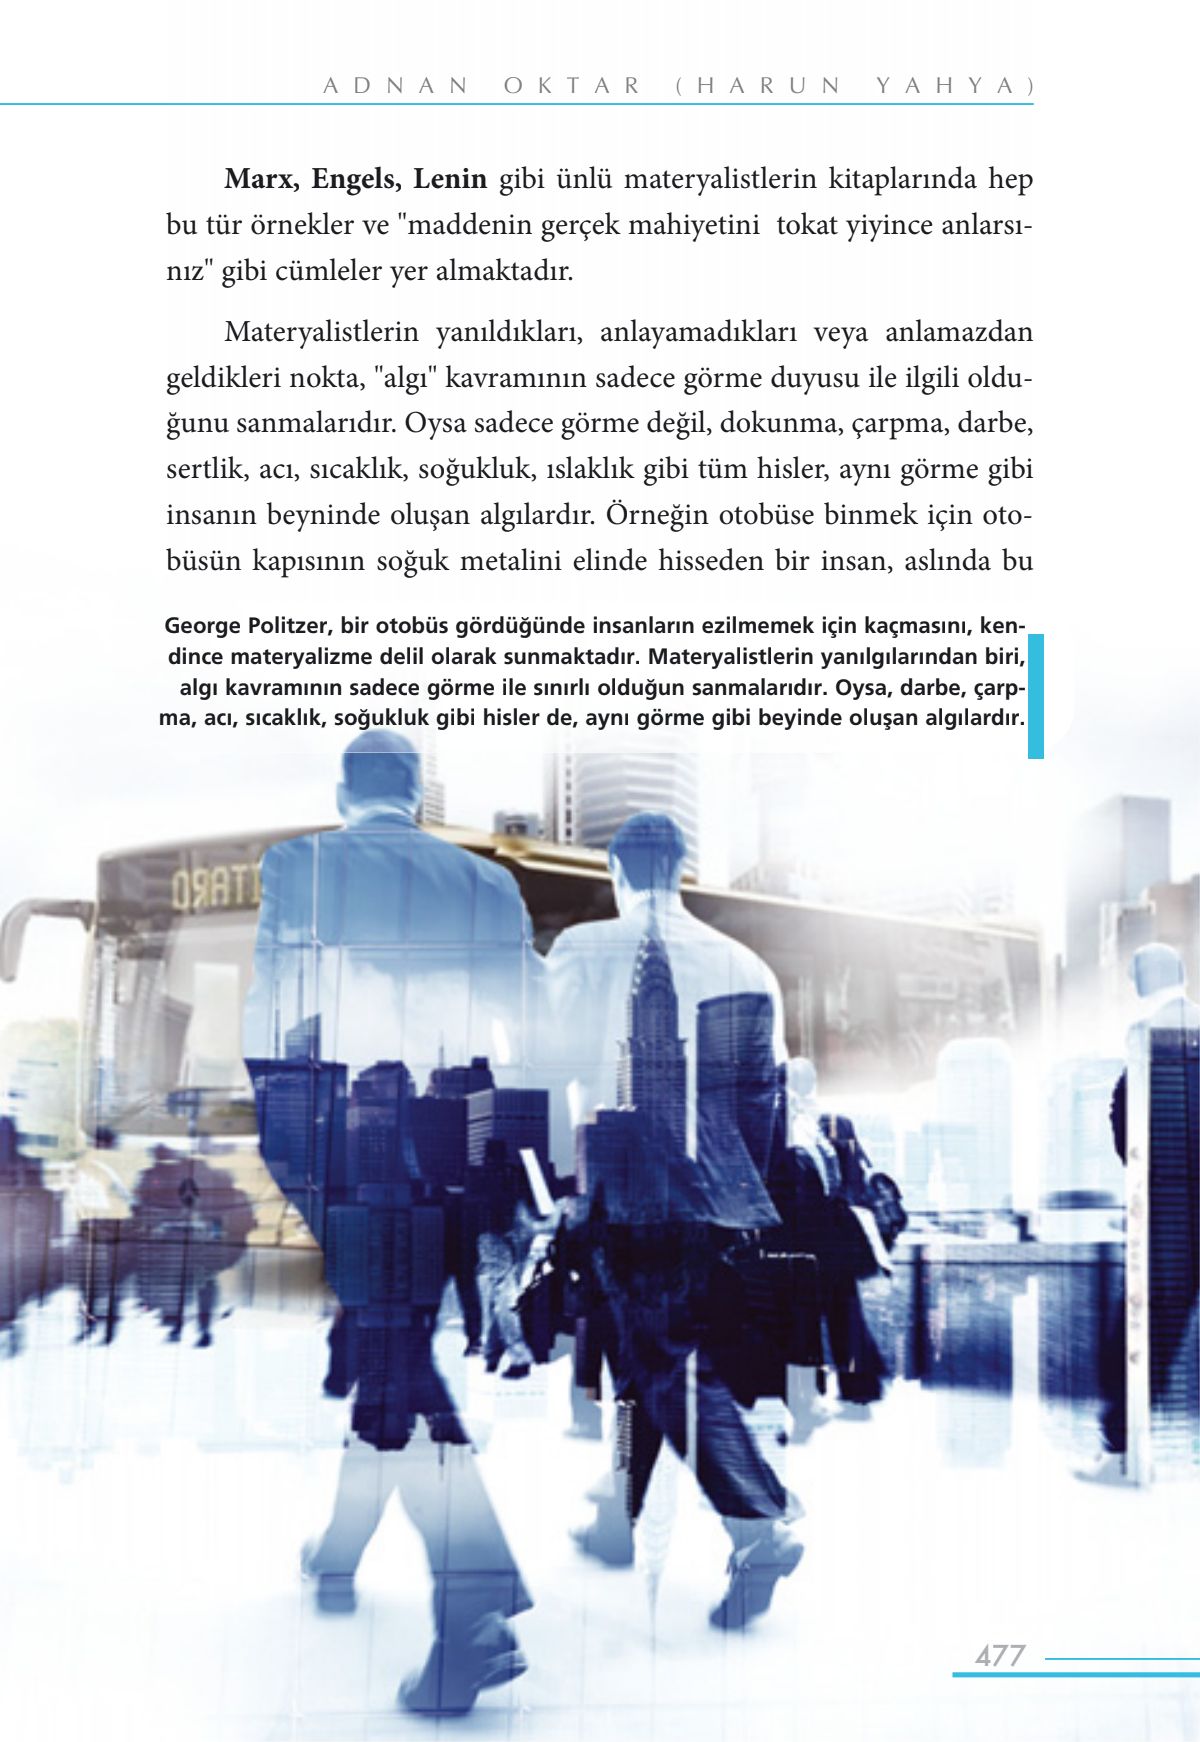 ADNAN OKTAR (HARUN YAHYA)
Marx, Engels, Lenin gibi ünlü materyalistlerin kitaplarında hep
bu tür örnekler ve "maddenin gerçek mahiyetini tokat yiyince anlarsı-
nız" gibi cümleler yer almaktadır.
Materyalistlerin yanıldıkları, anlayamadıkları veya anlamazdan
geldikleri nokta, "algı" kavramının sadece görme duyusu ile ilgili oldu-
ğunu sanmalarıdır. Oysa sadece görme değil, dokunma, çarpma, darbe,
sertlik, acı, sıcaklık, soğukluk, ıslaklık gibi tüm hisler, aynı görme gibi
insanın beyninde oluşan algılardır. Örneğin otobüse binmek için oto-
büsün kapısının soğuk metalini elinde hisseden bir insan, aslında bu
George Politzer, bir otobüs gördüğünde insanların ezilmemek için kaçmasını, ken-
dince materyalizme delil olarak sunmaktadır. Materyalistlerin yanılgılarından biri,
algı kavramının sadece görme ile sınırlı olduğun sanmalarıdır. Oysa, darbe, çarp-
ma, acı, sıcaklık, soğukluk gibi hisler de, aynı görme gibi beyinde oluşan algılardır.
477